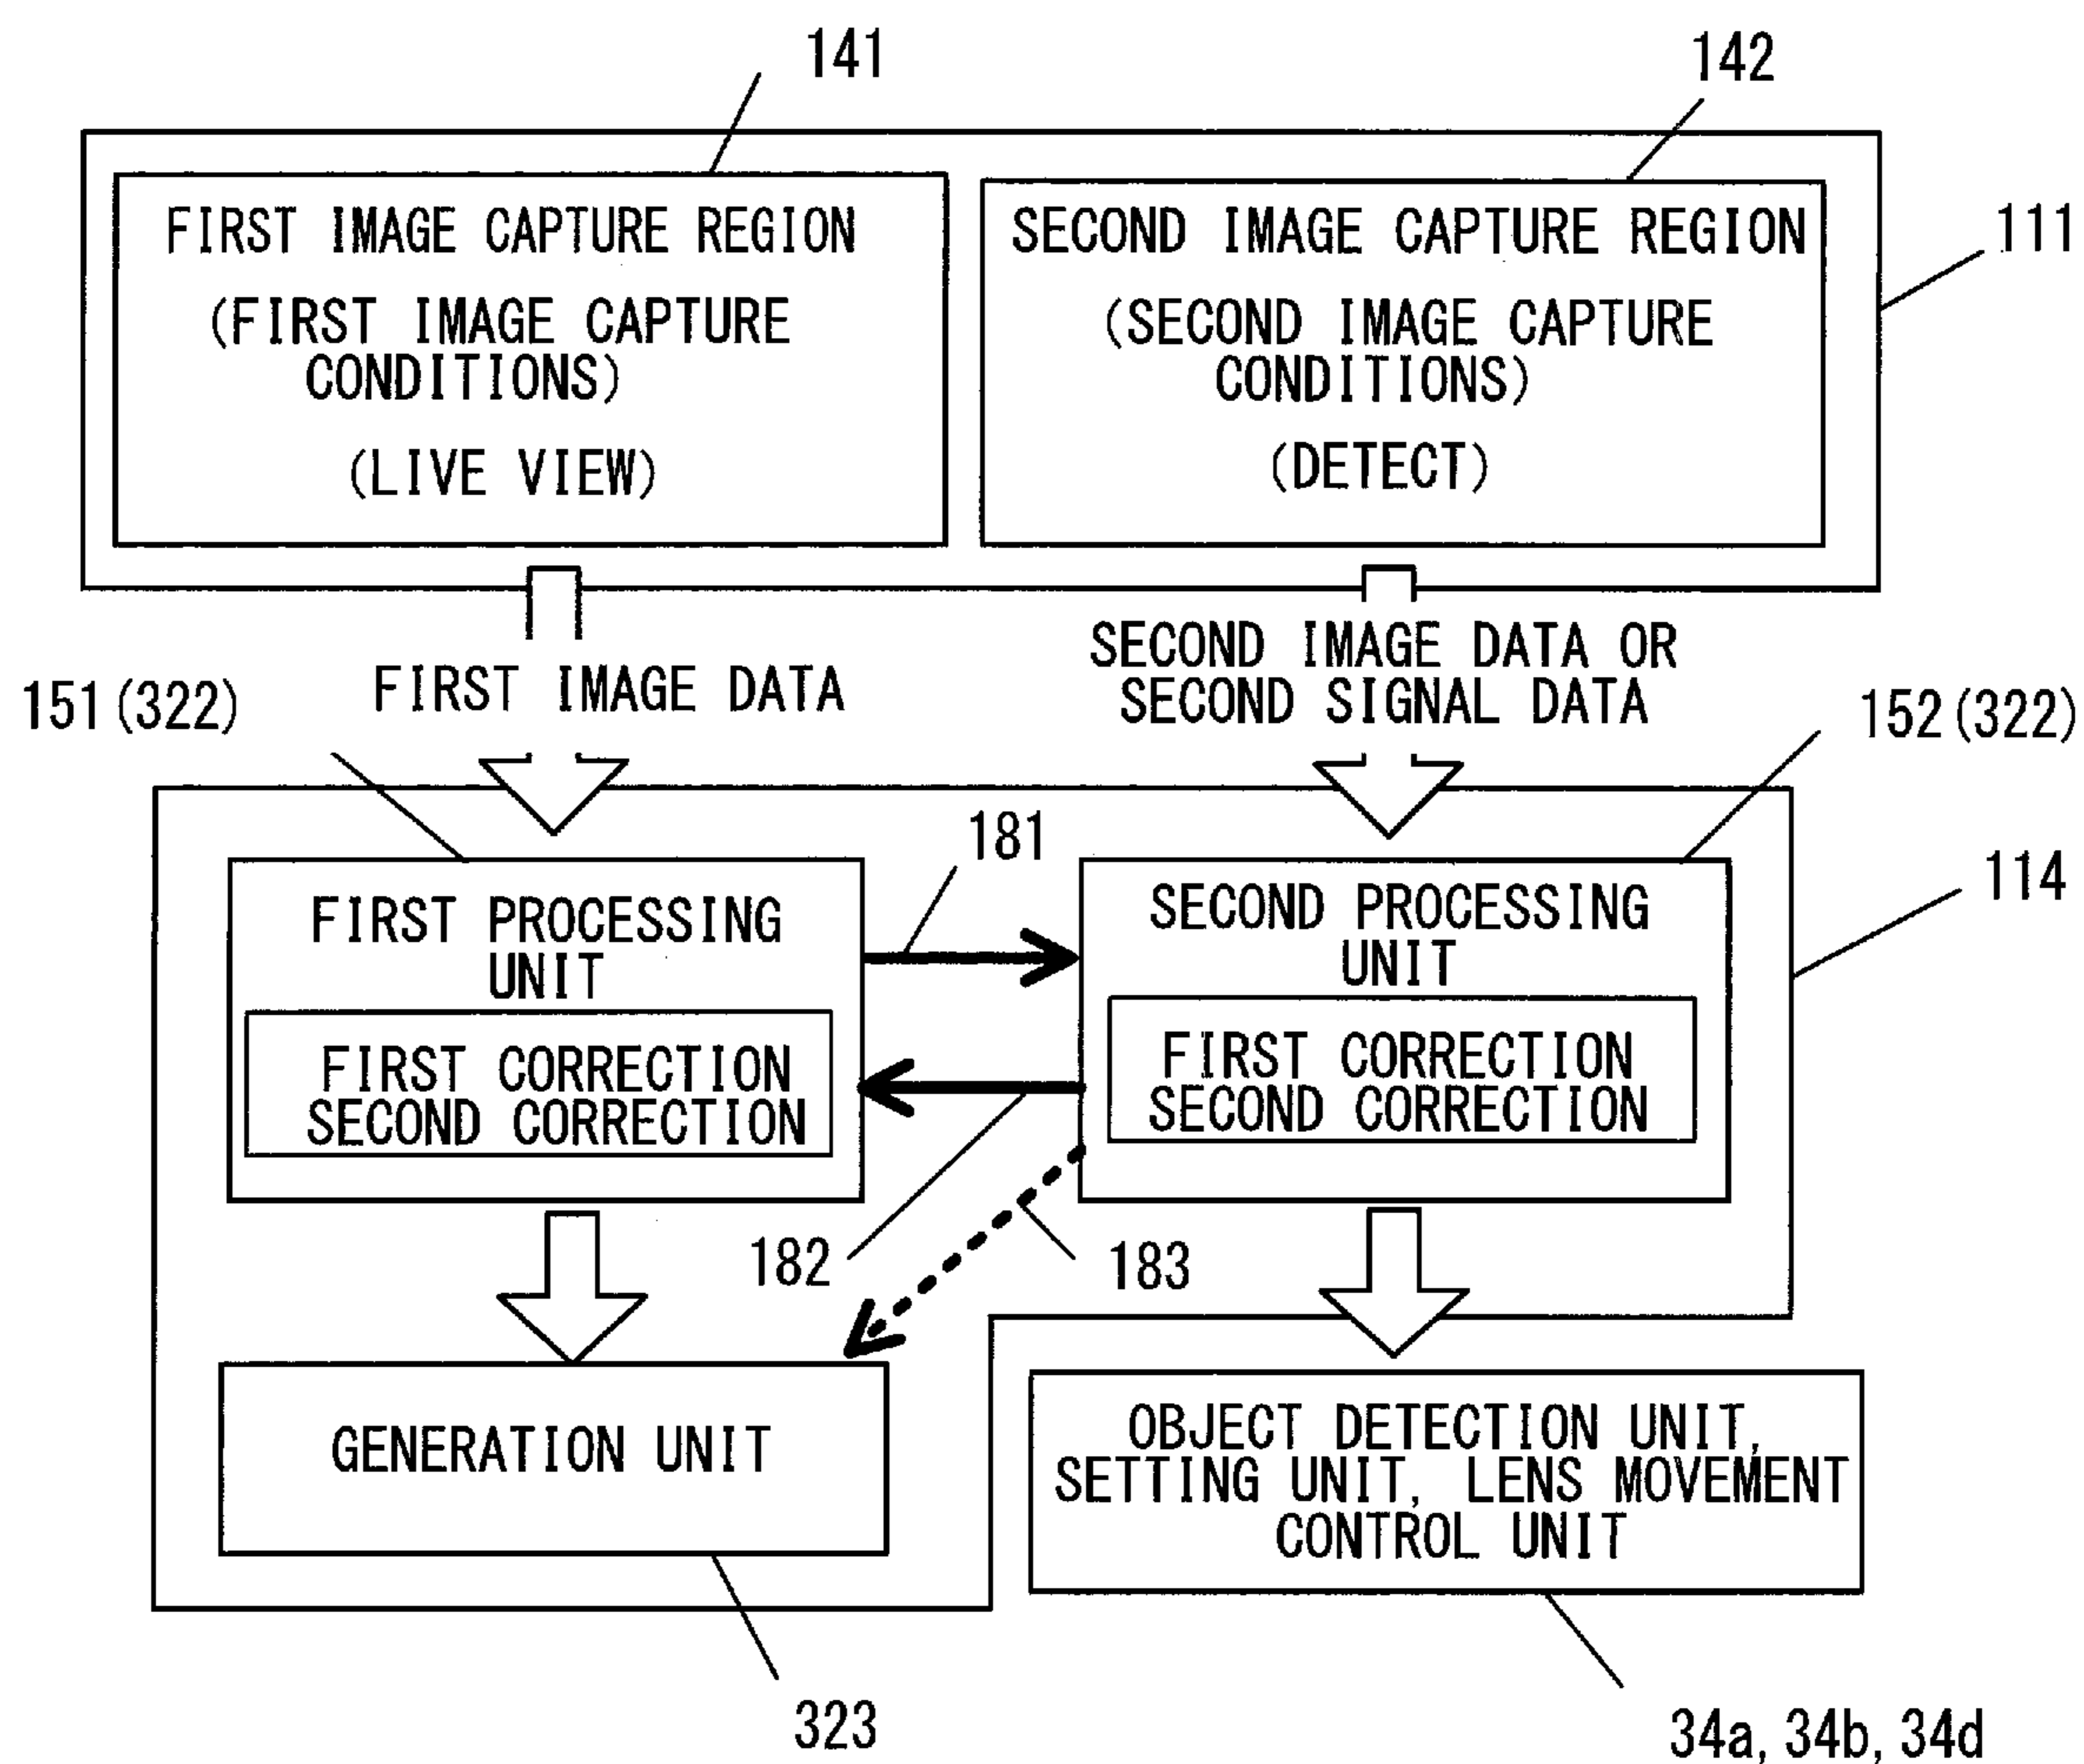 141
142
FIRST IMAGE CAPTURE REGION
(FIRST IMAGE CAPTURE
CONDITIONS)
(LIVE VIEW)
SECOND IMAGE CAPTURE REGION
(SECOND IMAGE CAPTURE
CONDITIONS)
(DETECT)
111
151(322)
FIRST IMAGE DATA
SECOND IMAGE DATA OR
SECOND SIGNAL DATA
152(322)
181
114
FIRST PROCESSING
UNIT
FIRST CORRECTION
SECOND CORRECTION
SECOND PROCESSING
UNIT
FIRST CORRECTION
SECOND CORRECTION
182
183
GENERATION UNIT
OBJECT DETECTION UNIT,
SETTING UNIT, LENS MOVEMENT
CONTROL UNIT
323
34a, 34b, 34d